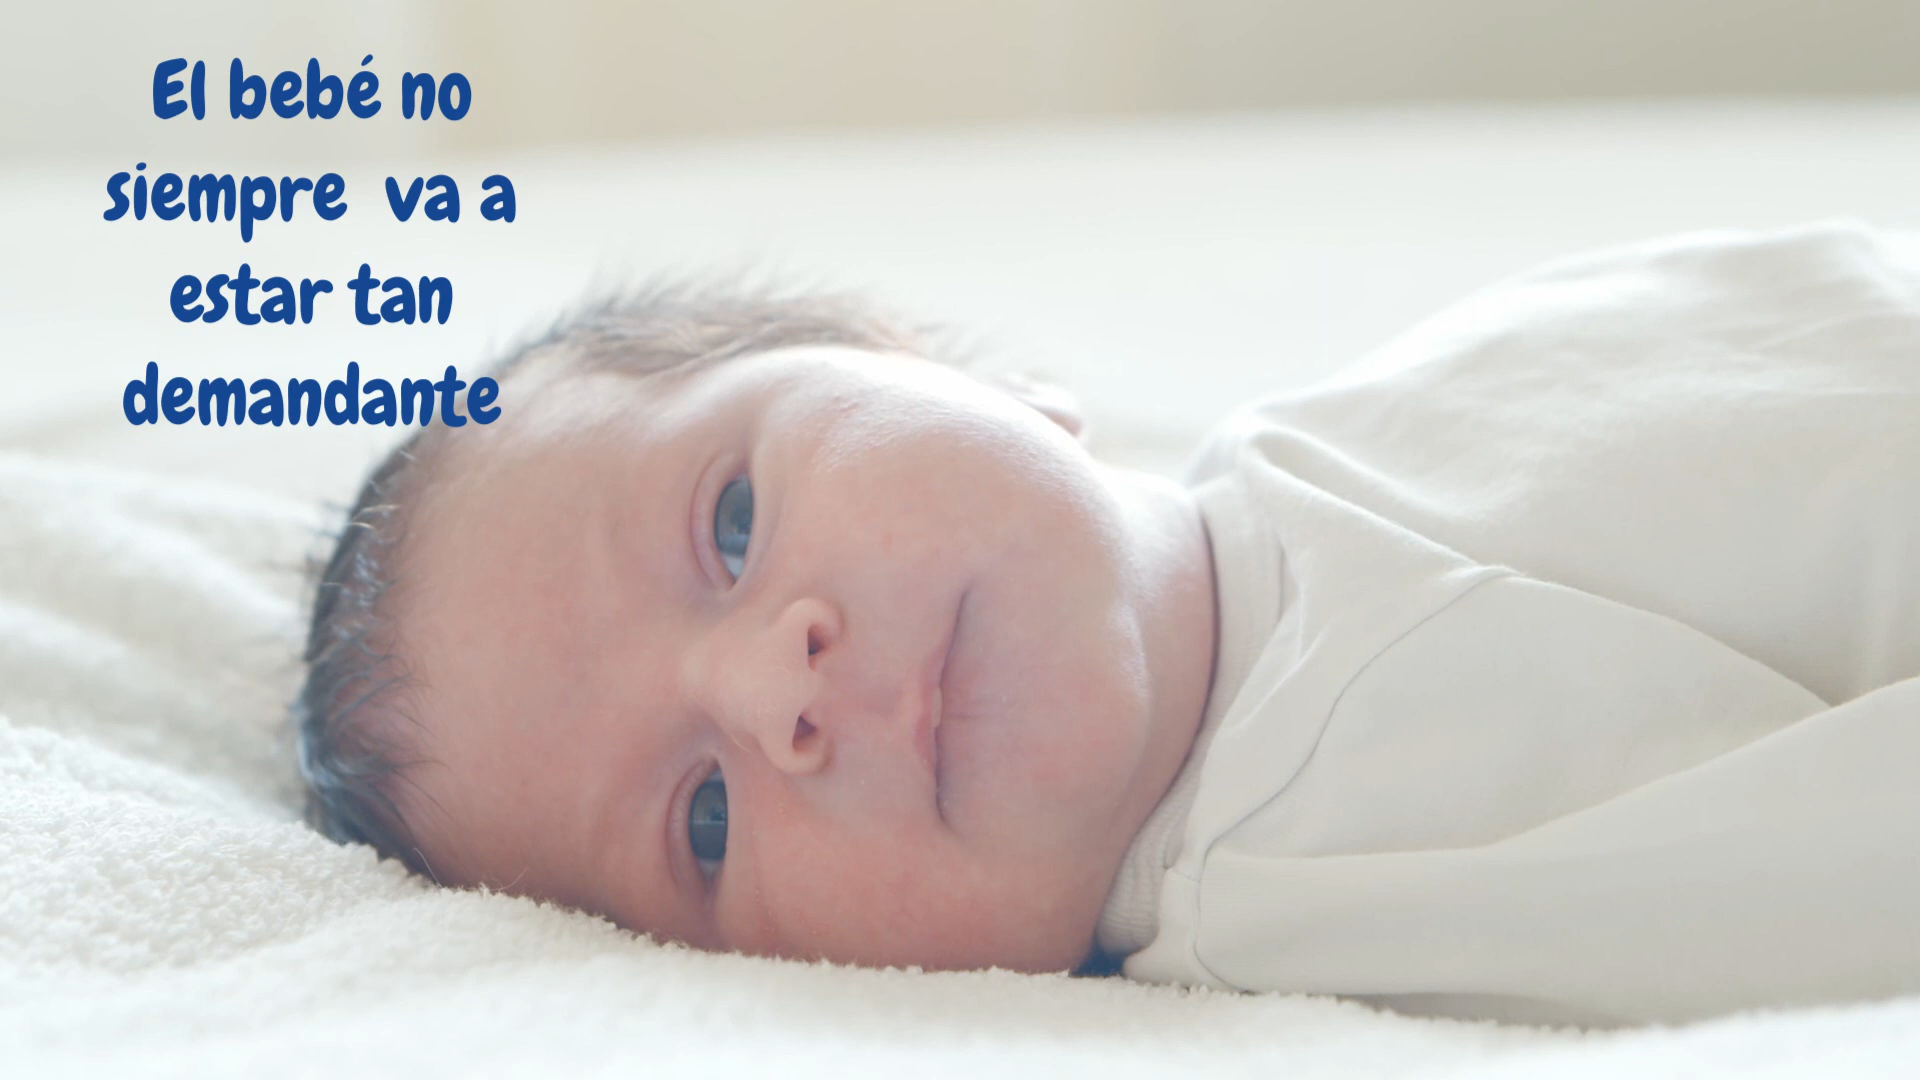 El bebé no
siempre  va a
estar tan
demandante